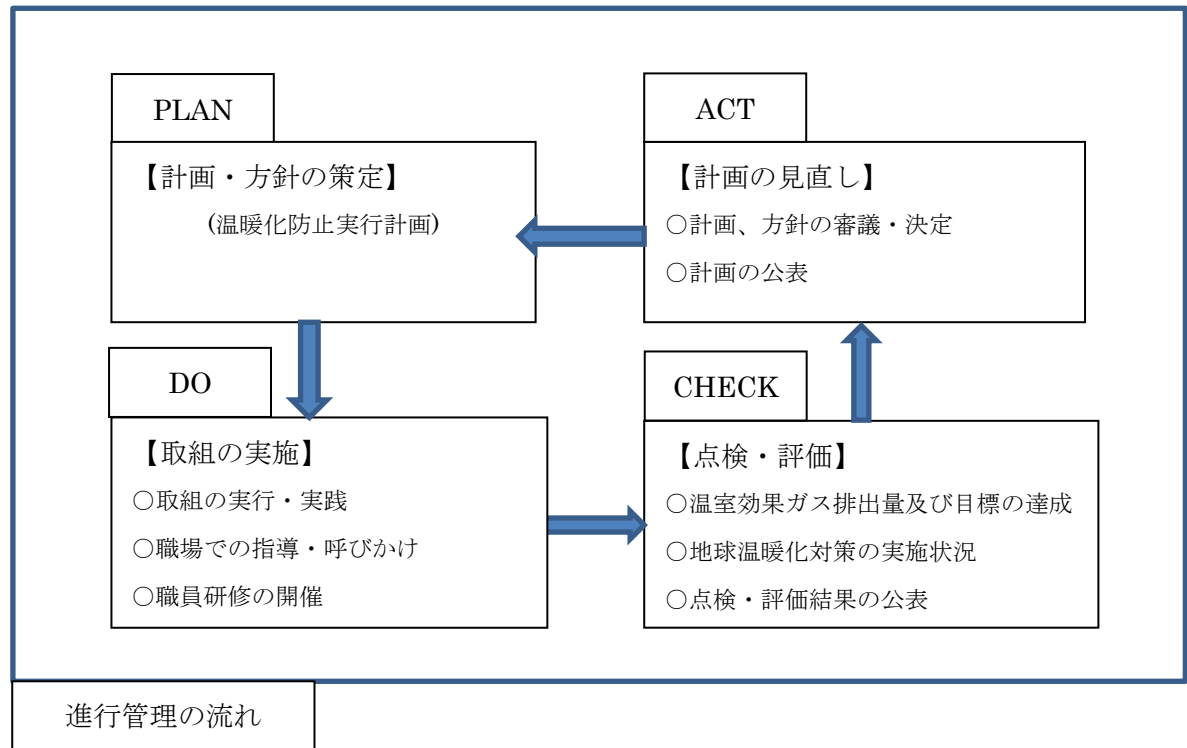 PLAN
【計画・方針の策定】
(温暖化防止実行計画)
ACT
【計画の見直し】
○計画、方針の審議・決定
○計画の公表
DO
【取組の実施】
○取組の実行・実践
○職場での指導・呼びかけ
○職員研修の開催
CHECK
【点検・評価】
○温室効果ガス排出量及び目標の達成
○地球温暖化対策の実施状況
○点検・評価結果の公表
進行管理の流れ